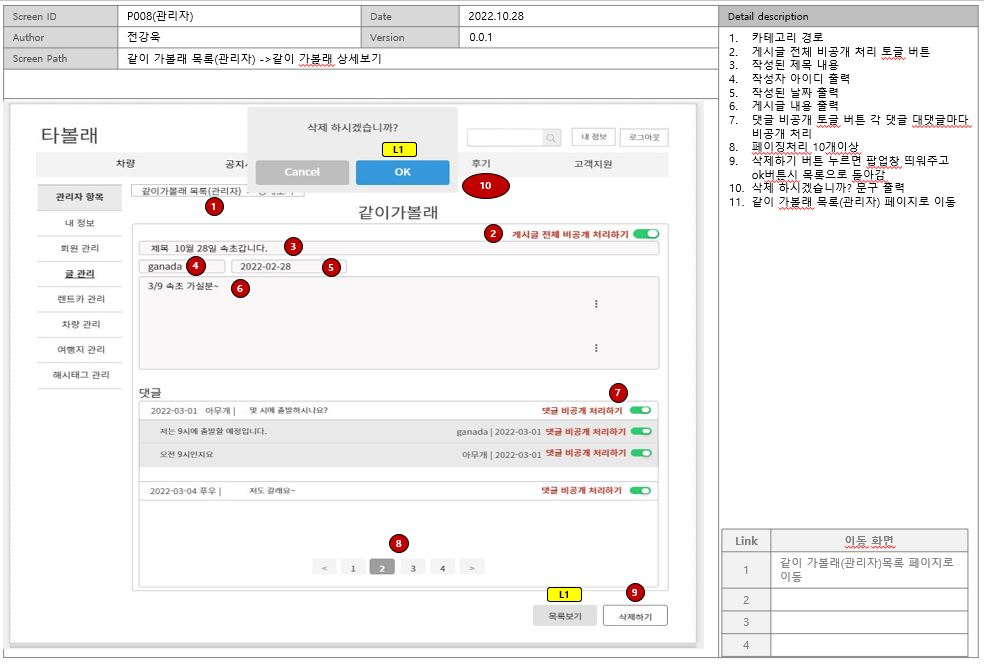 Screen ID P008(관리자) Date 2022.10.28
Author 전강욱 Version 0.0.1
Screen Path 같이 가볼래 목록(관리자) ->같이 가볼래 상세보기
타볼래
삭제 하시겠습니까?
L1
Cancel OK
10
내 정보 로그아웃
차량 후기 고객지원
관리자 항목
내 정보
회원 관리
글 관리
렌트카 관리
차량 관리
여행지 관리
해시태그 관리
같이가볼래 목록(관리자)
1
같이가볼래
2 게시글 전체 비공개 처리하기
제목 10월 28일 속초갑니다. 3
ganada 4 2022-02-28 5
3/9 속초 가실분~ 6
댓글
7
2022-03-01 아무개 | 몇 시에 출발하시나요? 댓글 비공개 처리하기
저는 9시에 출발할 예정입니다. ganada | 2022-03-01 댓글 비공개 처리하기
오전 9시인지요 아무개 | 2022-03-01 댓글 비공개 처리하기
2022-03-04 푸우 | 저도 갈래요~ 댓글 비공개 처리하기
8
< 1 2 3 4 >
L1 9
목록보기 삭제하기
Detail description
1. 카테고리 경로
2. 게시글 전체 비공개 처리 토글 버튼
3. 작성된 제목 내용
4. 작성자 아이디 출력
5. 작성된 날짜 출력
6. 게시글 내용 출력
7. 댓글 비공개 토글 버튼 각 댓글 대댓글마다
비공개 처리
8. 페이징처리 10개이상
9. 삭제하기 버튼 누르면 팝업창 띄워주고
ok버튼시 목록으로 돌아감
10. 삭제 하시겠습니까? 문구 출력
11. 같이 가볼래 목록(관리자) 페이지로 이동
Link 이동 화면
1 같이 가볼래(관리자)목록 페이지로
이동
2
3
4